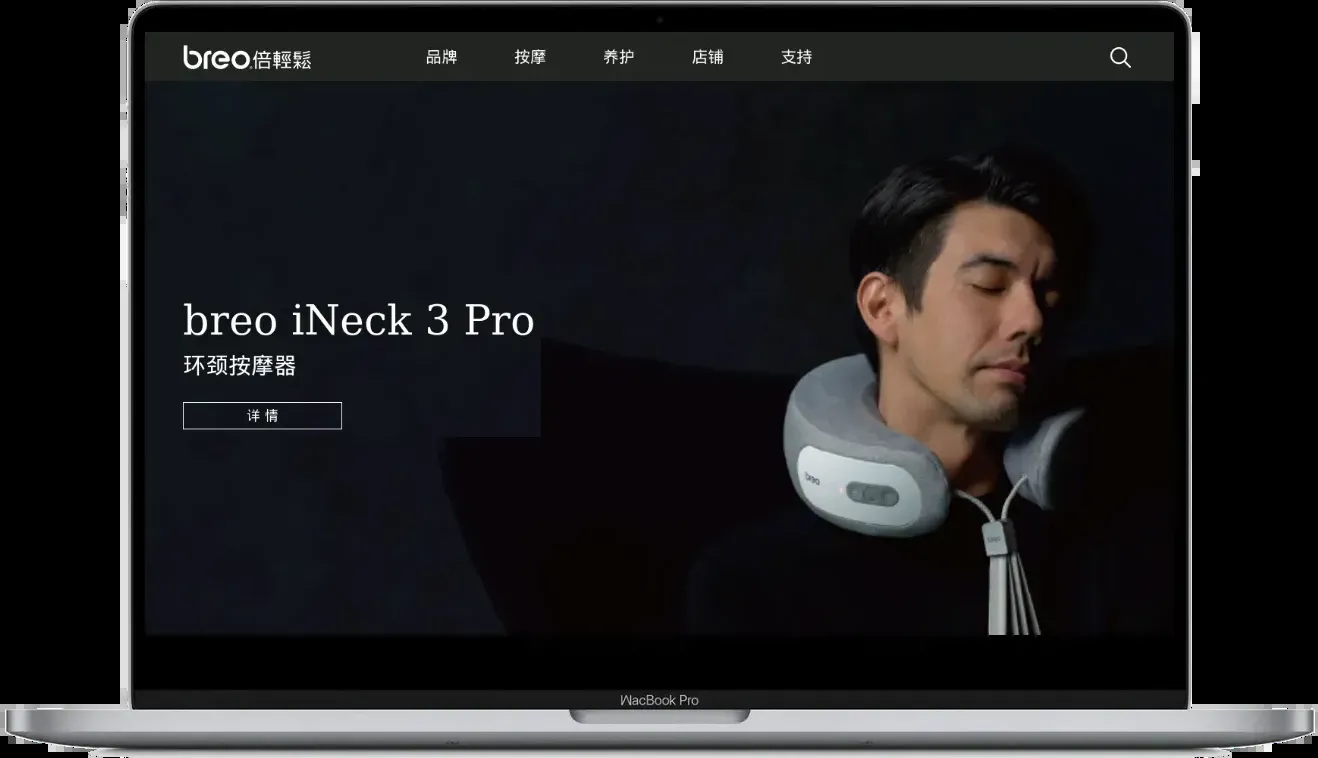 breo倍輕鬆
品牌 按摩 养护 店铺 支持
breo iNeck 3 Pro
环颈按摩器
详情
breo
MacBook Pro